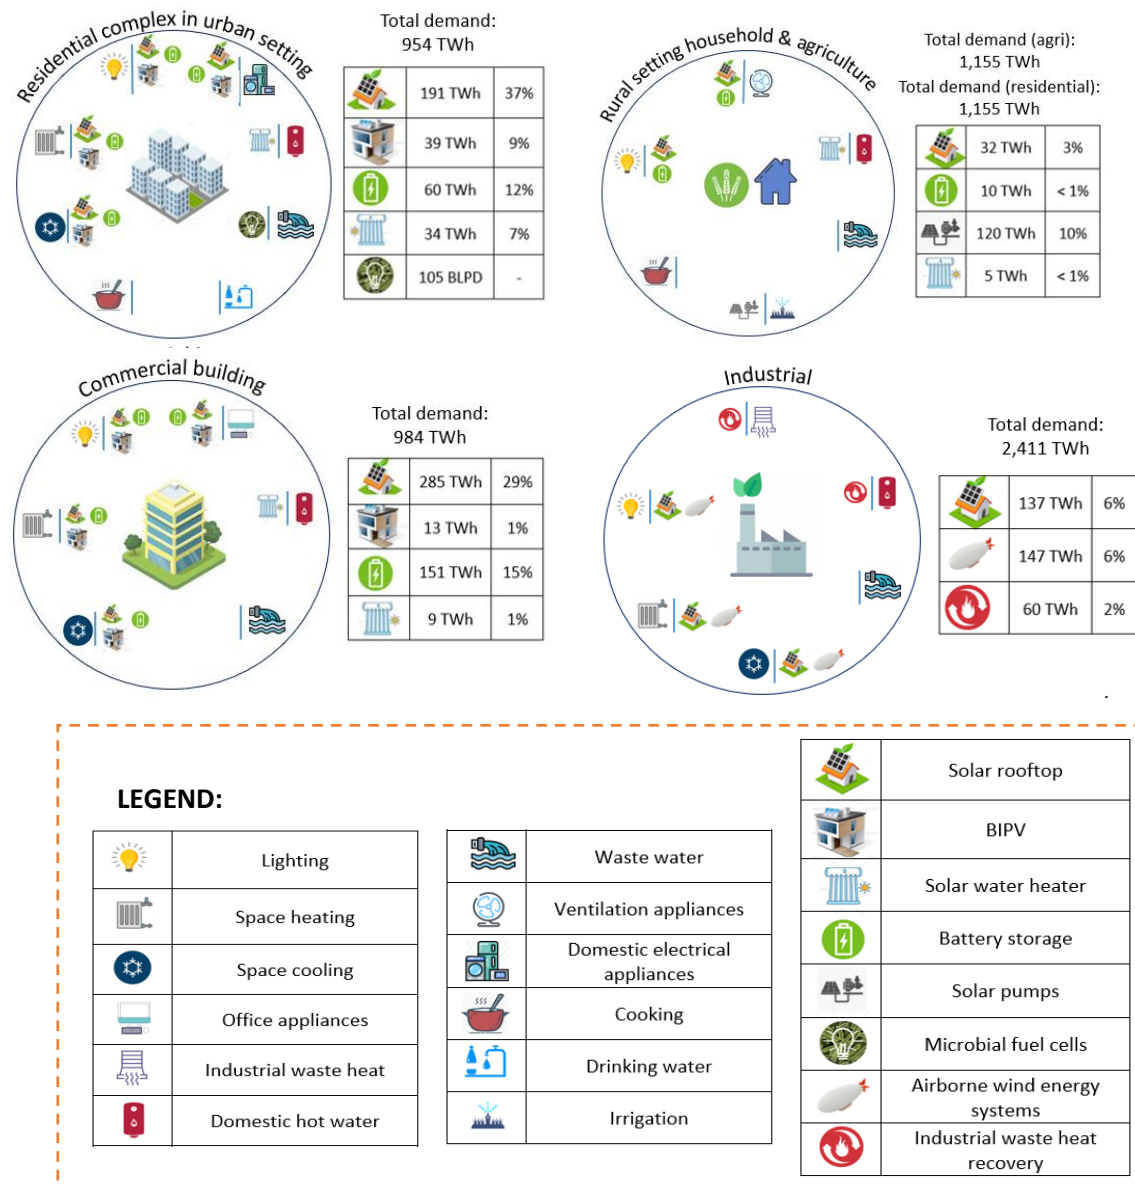 Residential complex in urban setting
Total demand:
954 TWh
191 TWh 37%
39 TWh 9%
60 TWh 12%
34 TWh 7%
105 BLPD -
Rural setting household & agriculture
Total demand (agri):
1,155 TWh
Total demand (residential):
1,155 TWh
32 TWh 3%
10 TWh < 1%
120 TWh 10%
5 TWh < 1%
Commercial building
Total demand:
984 TWh
285 TWh 29%
13 TWh 1%
151 TWh 15%
9 TWh 1%
Industrial
Total demand:
2,411 TWh
137 TWh 6%
147 TWh 6%
60 TWh 2%
LEGEND:
Lighting
Space heating
Space cooling
Office appliances
Industrial waste heat
Domestic hot water
Waste water
Ventilation appliances
Domestic electrical
appliances
Cooking
Drinking water
Irrigation
Solar rooftop
BIPV
Solar water heater
Battery storage
Solar pumps
Microbial fuel cells
Airborne wind energy
systems
Industrial waste heat
recovery